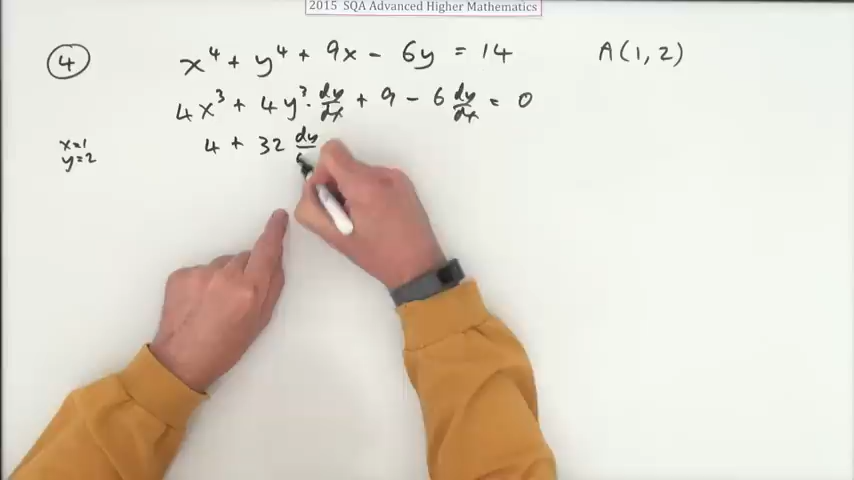 2015 SQA Advanced Higher Mathematics
4 x⁴ + y⁴ + 9x - 6y = 14 A(1, 2)
4x³ + 4y³ · dy/dx + 9 - 6 dy/dx = 0
x=1
y=2
4 + 32 dy